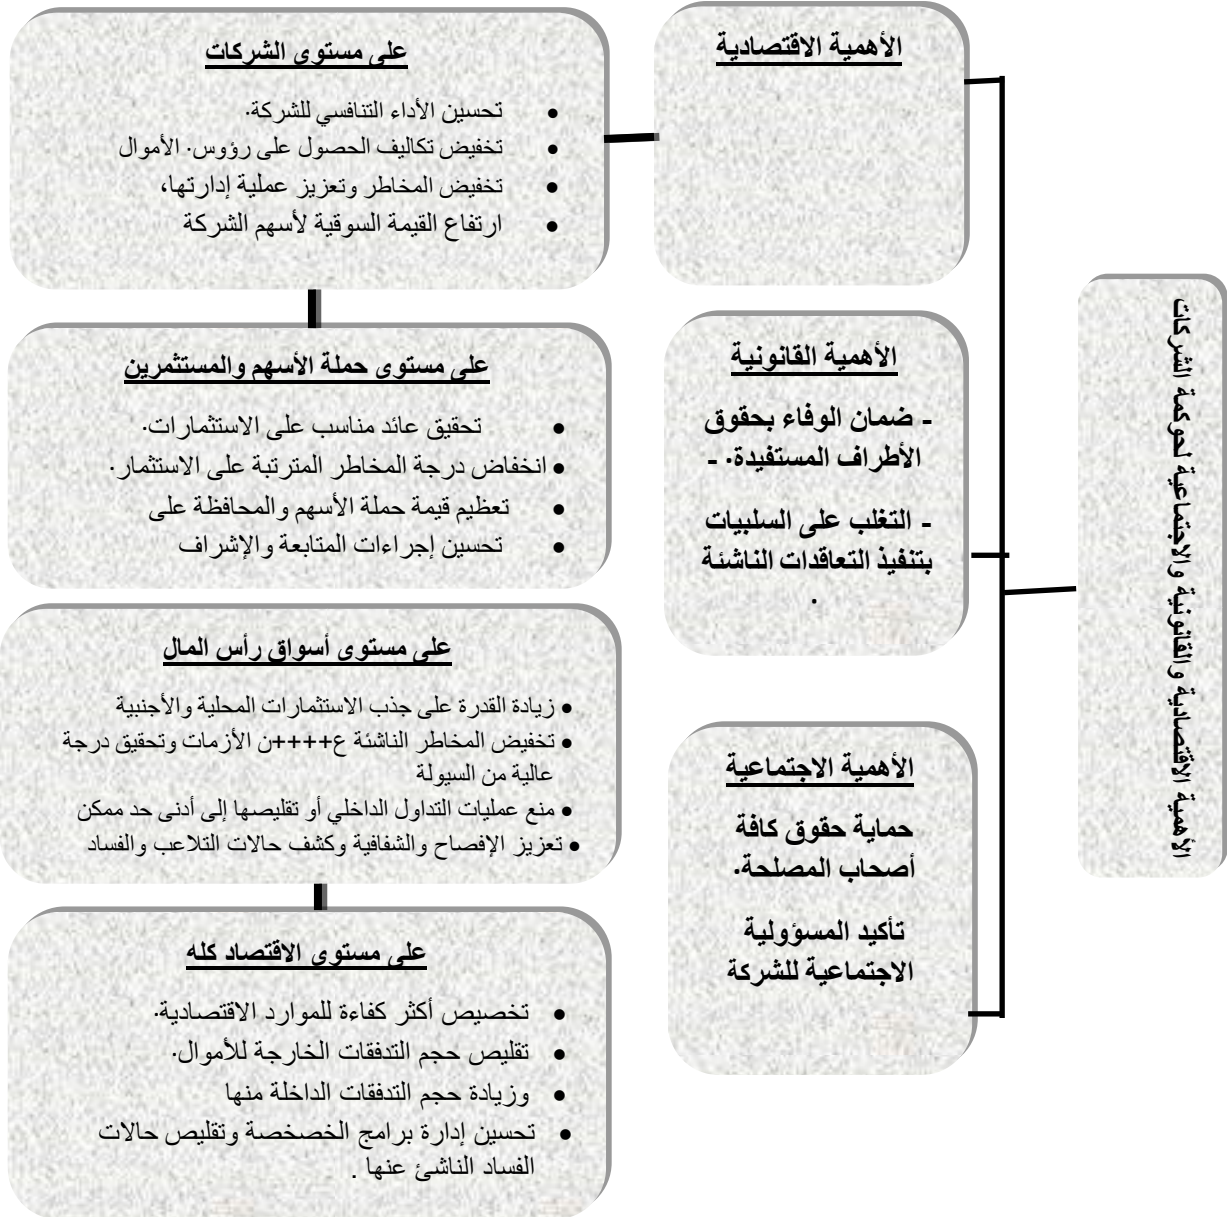 الأهمية الاقتصادية والقانونية والاجتماعية لحوكمة الشركات
الأهمية الاقتصادية
على مستوى الشركات
• تحسين الأداء التنافسي للشركة.
• تخفيض تكاليف الحصول على رؤوس. الأموال
• تخفيض المخاطر وتعزيز عملية إدارتها،
• ارتفاع القيمة السوقية لأسهم الشركة
على مستوى حملة الأسهم والمستثمرين
• تحقيق عائد مناسب على الاستثمارات.
• انخفاض درجة المخاطر المترتبة على الاستثمار.
• تعظيم قيمة حملة الأسهم والمحافظة على
• تحسين إجراءات المتابعة والإشراف
على مستوى أسواق رأس المال
• زيادة القدرة على جذب الاستثمارات المحلية والأجنبية
• تخفيض المخاطر الناشئة ع++++ن الأزمات وتحقيق درجة
عالية من السيولة
• منع عمليات التداول الداخلي أو تقليصها إلى أدنى حد ممكن
• تعزيز الإفصاح والشفافية وكشف حالات التلاعب والفساد
على مستوى الاقتصاد كله
• تخصيص أكثر كفاءة للموارد الاقتصادية.
• تقليص حجم التدفقات الخارجة للأموال.
• وزيادة حجم التدفقات الداخلة منها
• تحسين إدارة برامج الخصخصة وتقليص حالات
الفساد الناشئ عنها .
الأهمية القانونية
- ضمان الوفاء بحقوق
الأطراف المستفيدة. -
- التغلب على السلبيات
بتنفيذ التعاقدات الناشئة
.
الأهمية الاجتماعية
حماية حقوق كافة
أصحاب المصلحة.
تأكيد المسؤولية
الاجتماعية للشركة